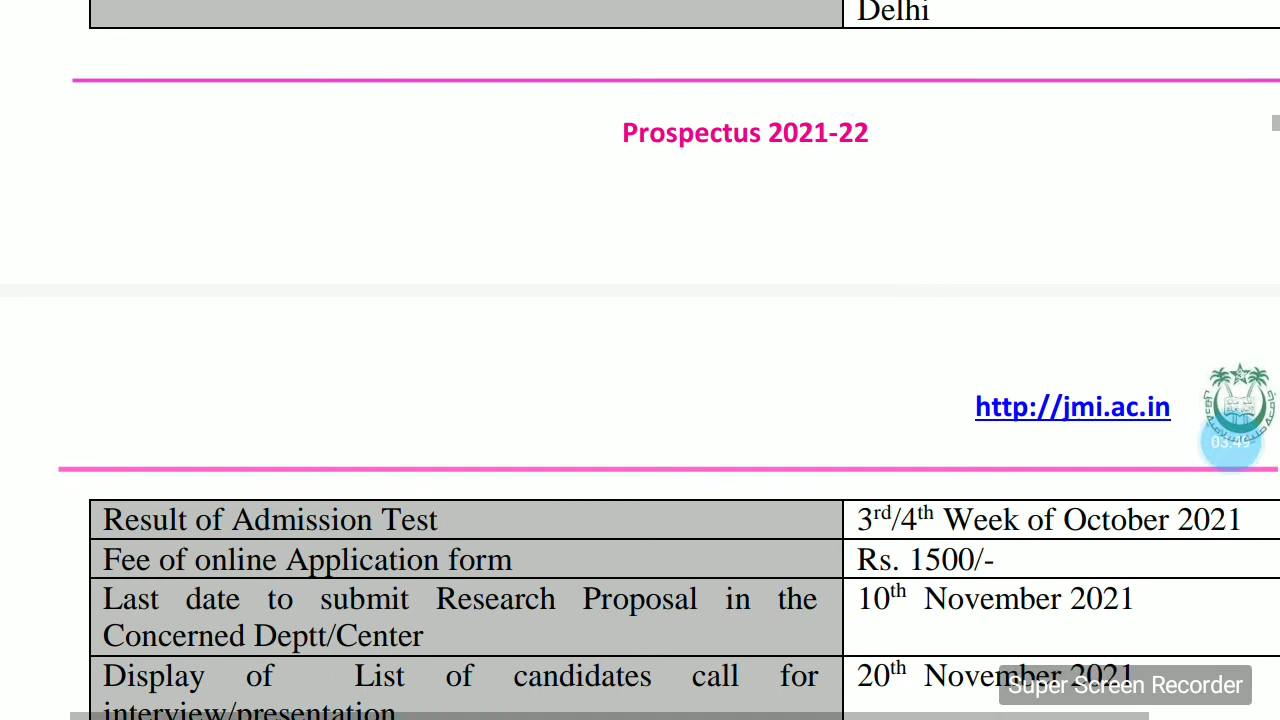 Delhi
Prospectus 2021-22
http://jmi.ac.in
03:49
Result of Admission Test 3rd/4th Week of October 2021
Fee of online Application form Rs. 1500/-
Last date to submit Research Proposal in the 10th November 2021
Concerned Deptt/Center
Display of List of candidates call for 20th November 2021
interview/presentation
Super Screen Recorder